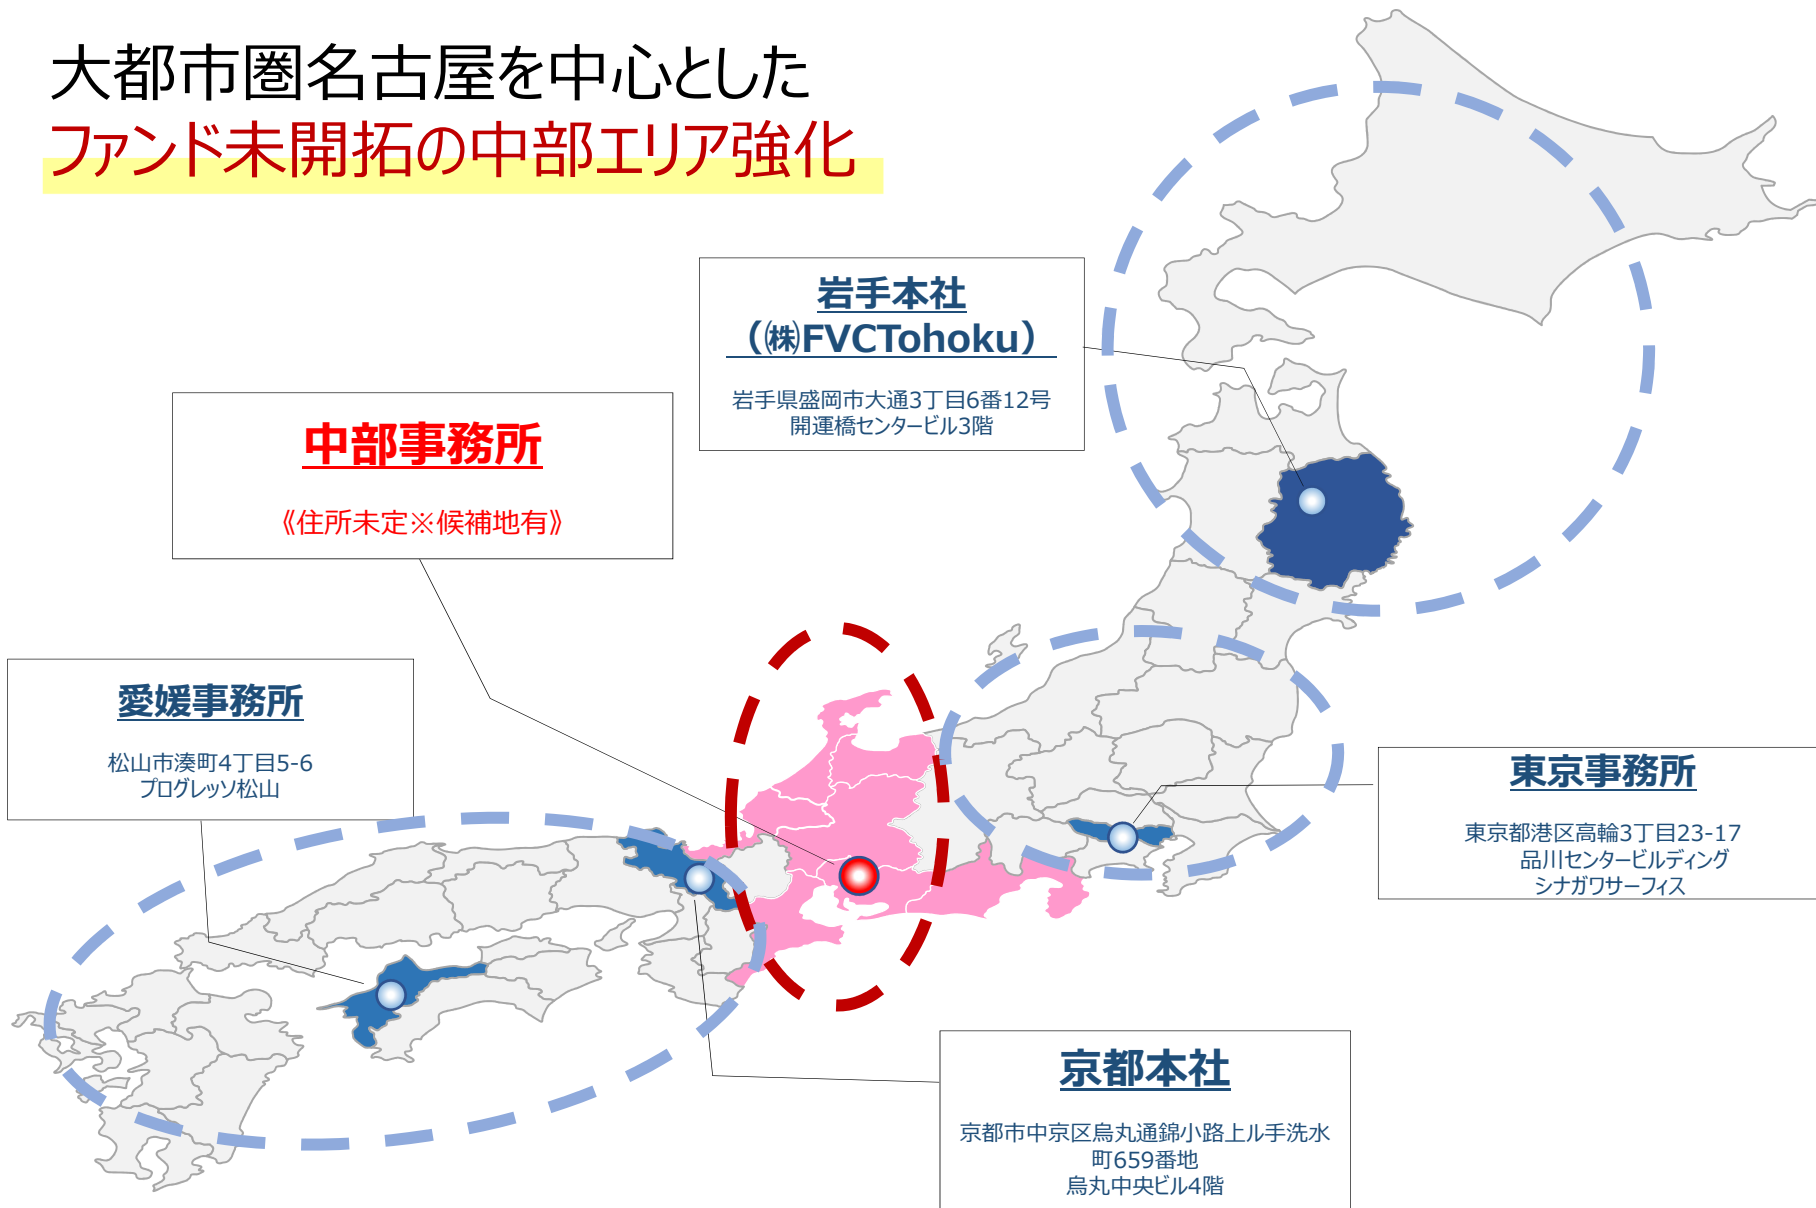 大都市圏名古屋を中心とした
ファンド未開拓の中部エリア強化
岩手本社
（㈱FVCTohoku）
岩手県盛岡市大通3丁目6番12号
開運橋センタービル3階
中部事務所
《住所未定※候補地有》
愛媛事務所
松山市湊町4丁目5-6
プログレッソ松山
東京事務所
東京都港区高輪3丁目23-17
品川センタービルディング
シナガワサーフィス
京都本社
京都市中京区烏丸通錦小路上ル手洗水
町659番地
烏丸中央ビル4階